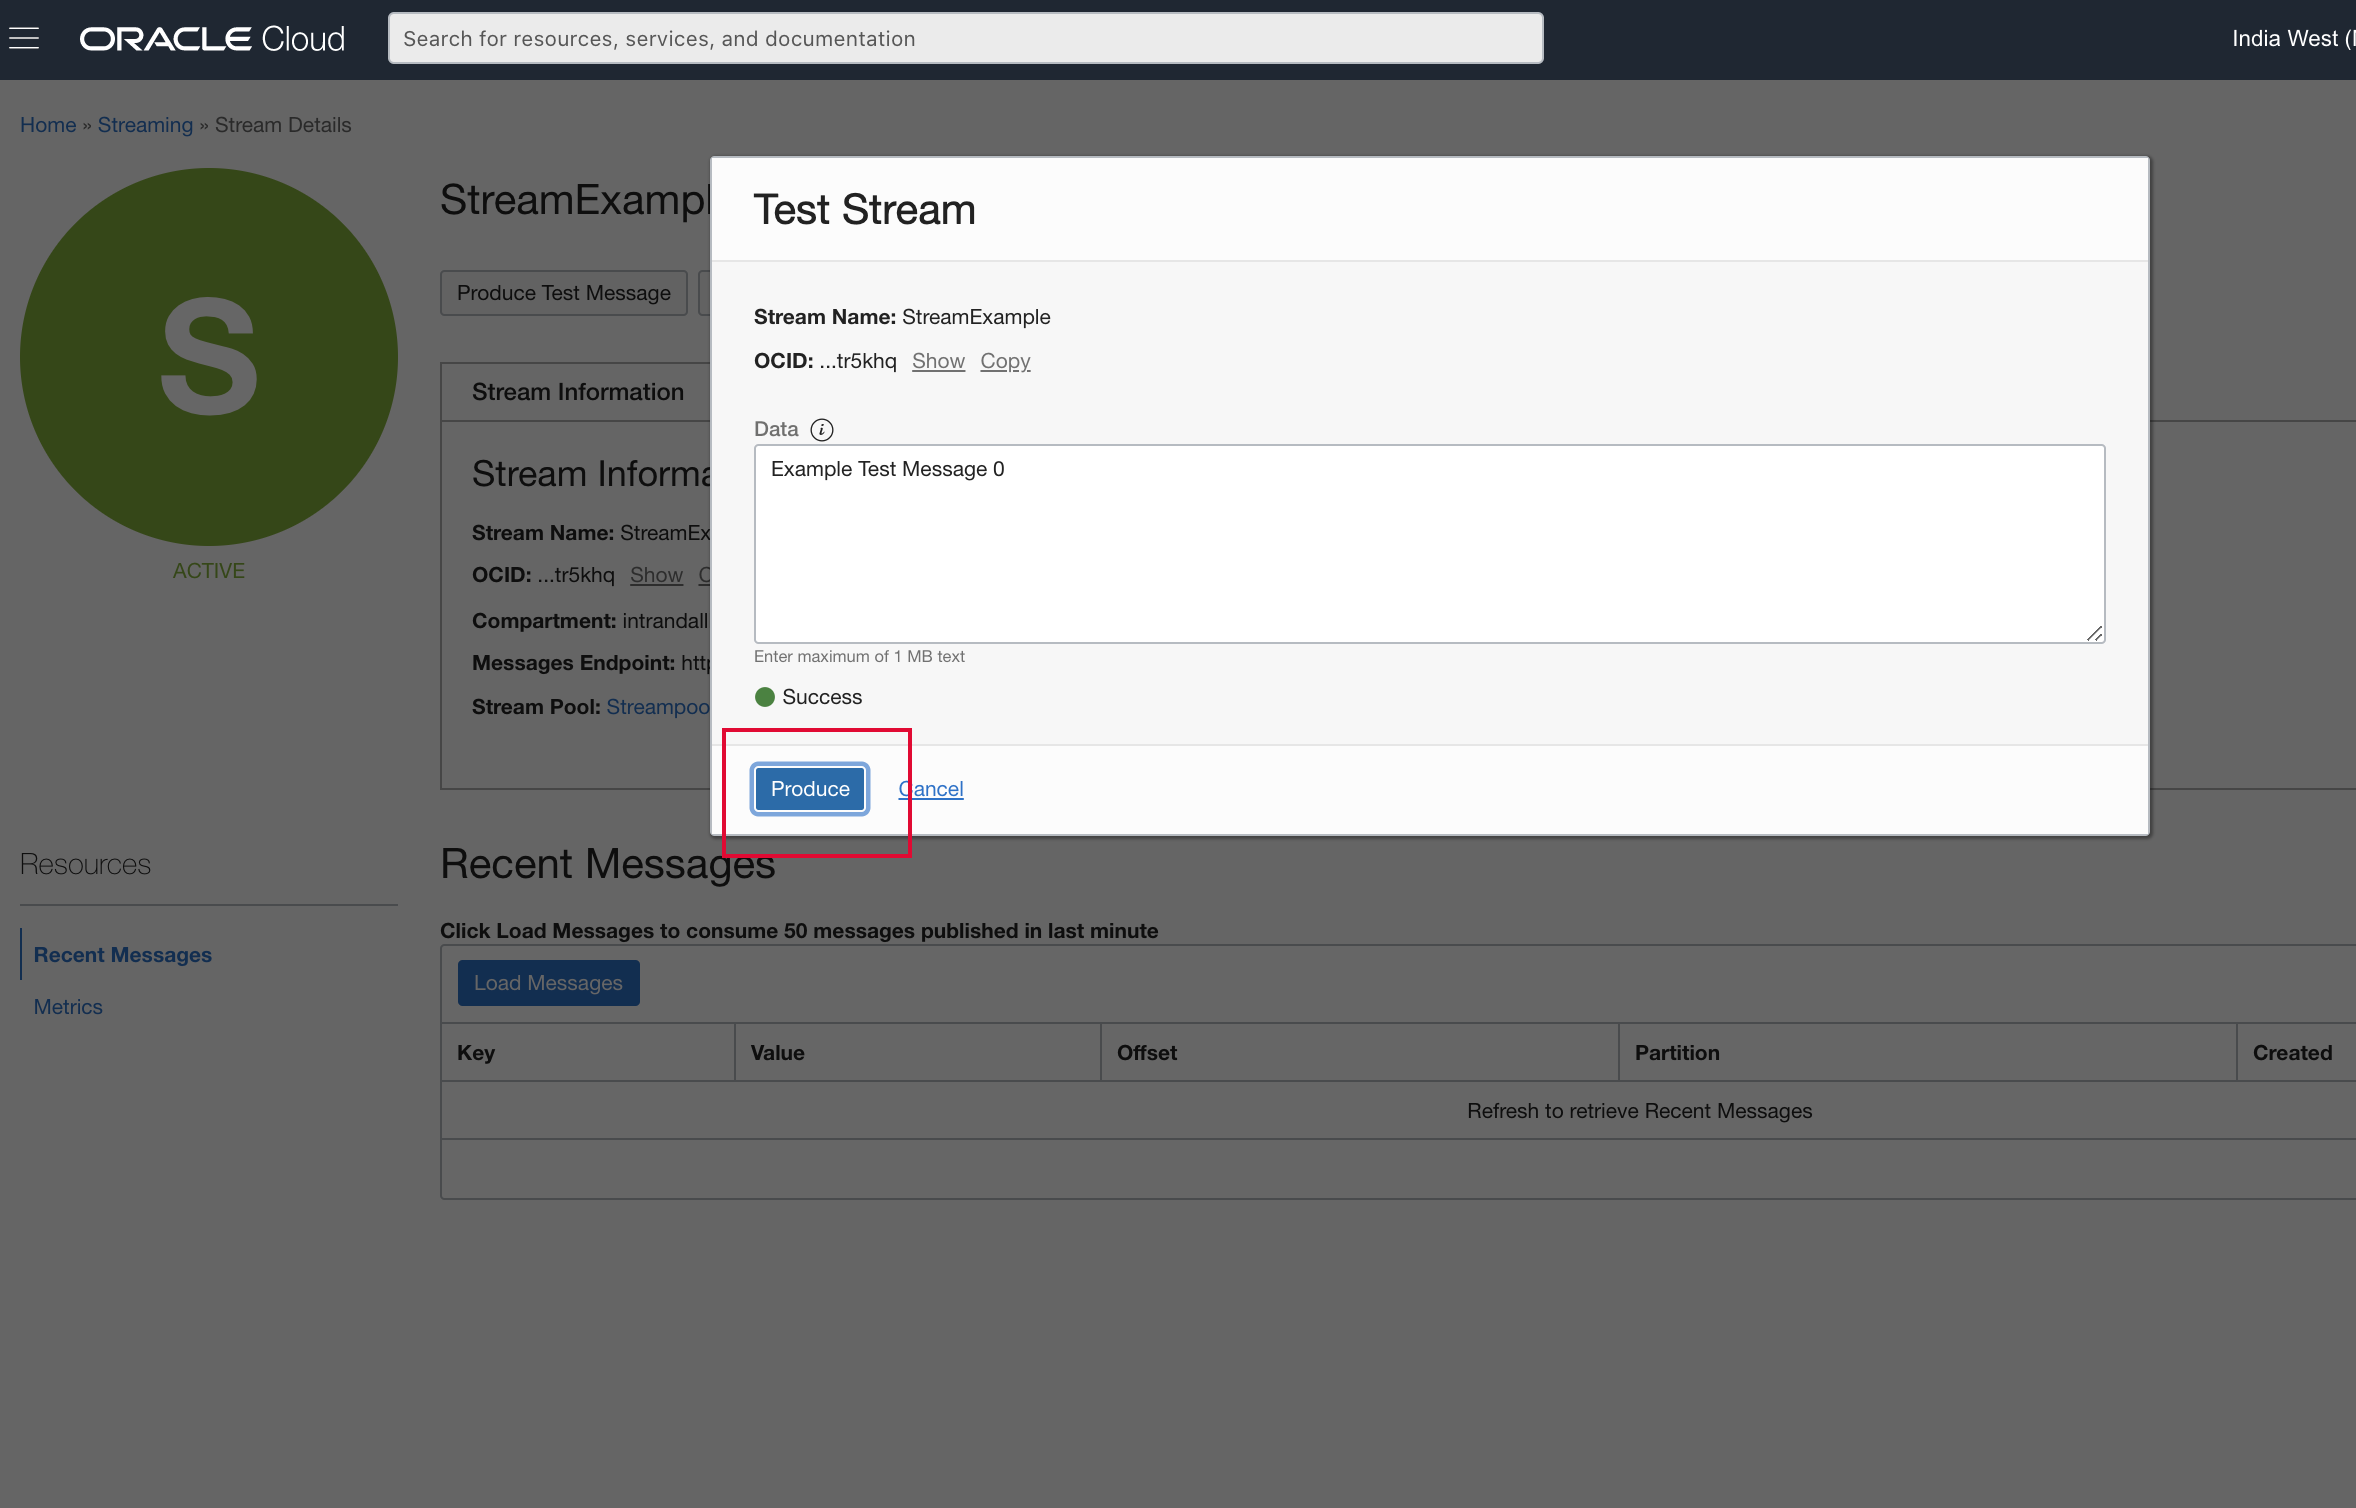 ORACLE Cloud
Search for resources, services, and documentation
India West (
Home » Streaming » Stream Details
S
ACTIVE
StreamExampl
Produce Test Message
Stream Information
Stream Informa
Stream Name: StreamEx
OCID: ...tr5khq Show C
Compartment: intrandall
Messages Endpoint: http
Stream Pool: Streampoo
Test Stream
Stream Name: StreamExample
OCID: ...tr5khq Show Copy
Data i
Example Test Message 0
Enter maximum of 1 MB text
Success
Produce Cancel
Resources
Recent Messages
Metrics
Recent Messages
Click Load Messages to consume 50 messages published in last minute
Load Messages
Key Value Offset Partition Created
Refresh to retrieve Recent Messages